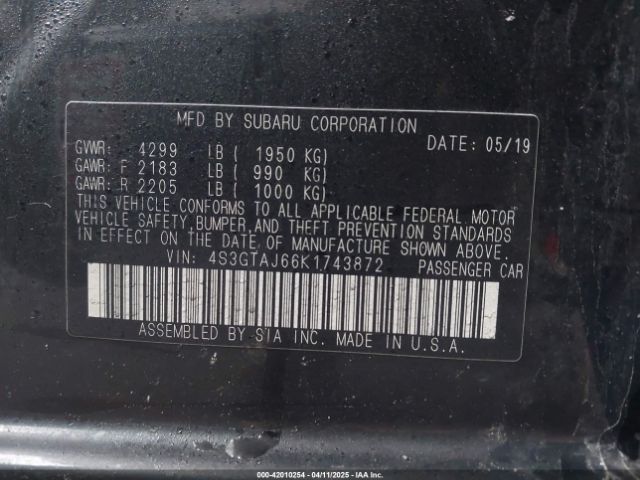 MFD BY SUBARU CORPORATION
DATE: 05/19
GVWR: 4299 LB ( 1950 KG)
GAWR: F 2183 LB ( 990 KG)
GAWR: R 2205 LB ( 1000 KG)
THIS VEHICLE CONFORMS TO ALL APPLICABLE FEDERAL MOTOR
VEHICLE SAFETY, BUMPER, AND THEFT PREVENTION STANDARDS
IN EFFECT ON THE DATE OF MANUFACTURE SHOWN ABOVE.
VIN: 4S3GTAJ66K1743872 PASSENGER CAR
ASSEMBLED BY SIA INC. MADE IN U.S.A.
000-42010254 - 04/11/2025 - IAAI.com